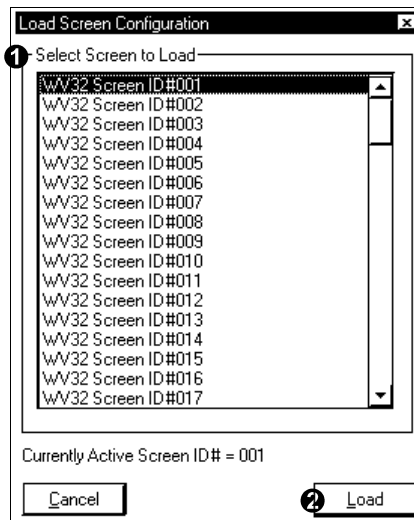 Load Screen Configuration
1 Select Screen to Load
WV32 Screen ID#001
WV32 Screen ID#002
WV32 Screen ID#003
WV32 Screen ID#004
WV32 Screen ID#005
WV32 Screen ID#006
WV32 Screen ID#007
WV32 Screen ID#008
WV32 Screen ID#009
WV32 Screen ID#010
WV32 Screen ID#011
WV32 Screen ID#012
WV32 Screen ID#013
WV32 Screen ID#014
WV32 Screen ID#015
WV32 Screen ID#016
WV32 Screen ID#017
Currently Active Screen ID# = 001
Cancel 2 Load